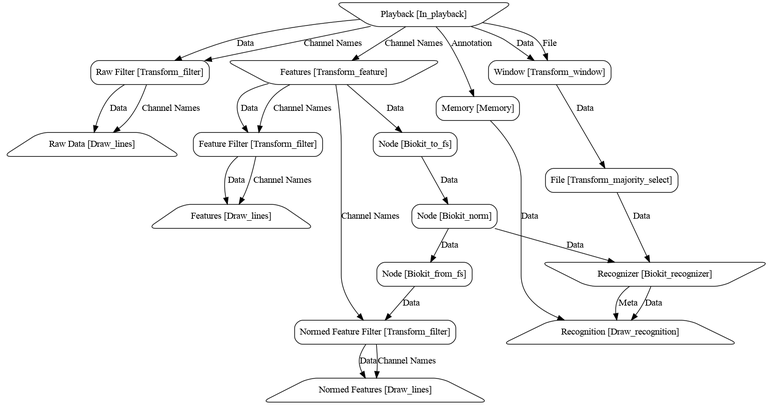 Playback [In_playback]
Data
Channel Names
Channel Names
Annotation
Data
File
Raw Filter [Transform_filter]
Features [Transform_feature]
Window [Transform_window]
Data
Channel Names
Data
Channel Names
Data
Memory [Memory]
Data
Raw Data [Draw_lines]
Feature Filter [Transform_filter]
Node [Biokit_to_fs]
Data
Channel Names
Data
File [Transform_majority_select]
Features [Draw_lines]
Channel Names
Node [Biokit_norm]
Data
Data
Data
Data
Node [Biokit_from_fs]
Recognizer [Biokit_recognizer]
Data
Meta
Data
Normed Feature Filter [Transform_filter]
Recognition [Draw_recognition]
Data
Channel Names
Normed Features [Draw_lines]